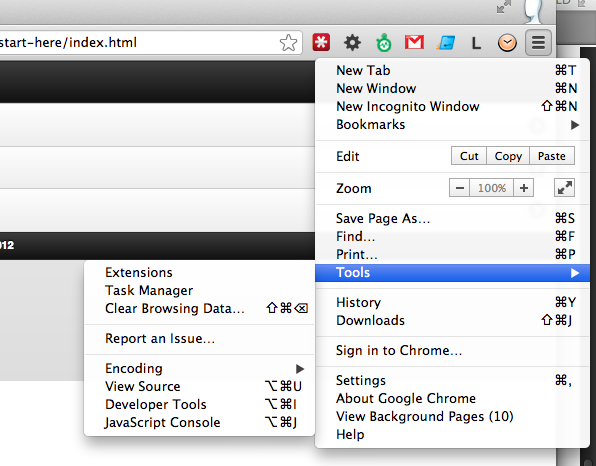 start-here/index.html
L
New Tab ⌘T
New Window ⌘N
New Incognito Window ⇧⌘N
Bookmarks ▶
Edit Cut Copy Paste
Zoom − 100% +
Save Page As... ⌘S
Find... ⌘F
Print... ⌘P
Tools ▶
History ⌘Y
Downloads ⇧⌘J
Sign in to Chrome...
Settings ⌘,
About Google Chrome
View Background Pages (10)
Help
012
Extensions
Task Manager
Clear Browsing Data... ⇧⌘⌫
Report an Issue...
Encoding ▶
View Source ⌥⌘U
Developer Tools ⌥⌘I
JavaScript Console ⌥⌘J